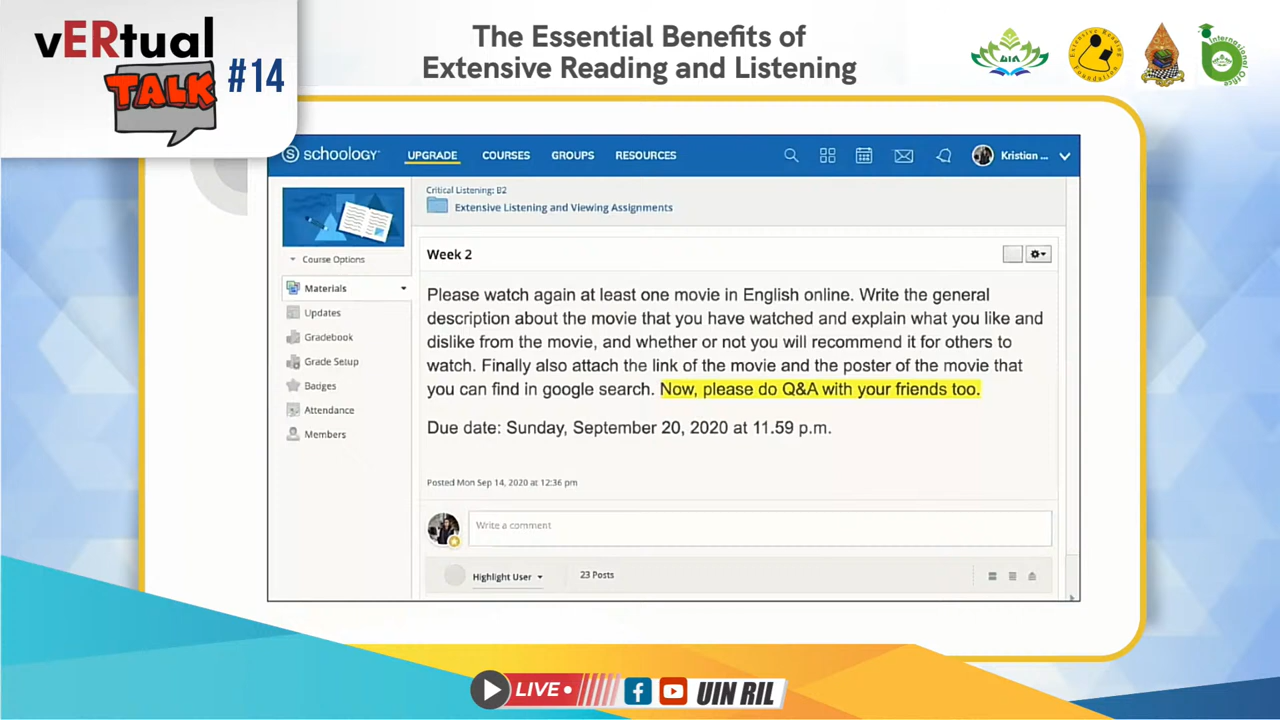 vERtual
TALK
#14
The Essential Benefits of
Extensive Reading and Listening
AIA
Extensive Reading
Foundation
International Office
schoology
UPGRADE
COURSES
GROUPS
RESOURCES
Kristian ...
Critical Listening: B2
Extensive Listening and Viewing Assignments
Course Options
Materials
Updates
Gradebook
Grade Setup
Badges
Attendance
Members
Week 2
Please watch again at least one movie in English online. Write the general
description about the movie that you have watched and explain what you like and
dislike from the movie, and whether or not you will recommend it for others to
watch. Finally also attach the link of the movie and the poster of the movie that
you can find in google search. Now, please do Q&A with your friends too.
Due date: Sunday, September 20, 2020 at 11.59 p.m.
Posted Mon Sep 14, 2020 at 12:36 pm
Write a comment
Highlight User
23 Posts
LIVE
UIN RIL